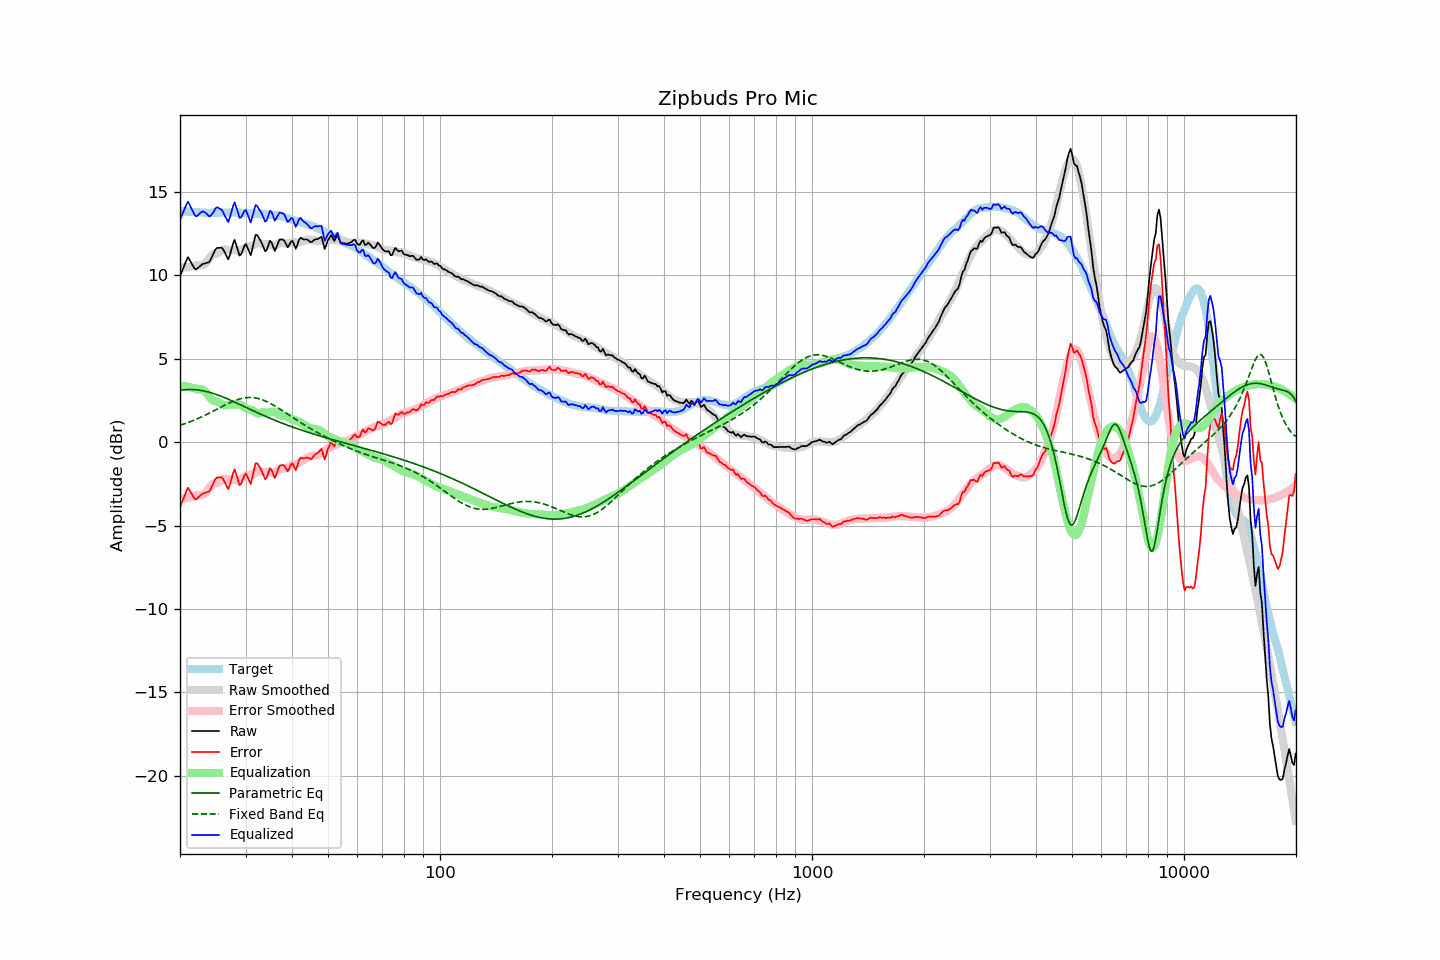 Zipbuds Pro Mic
Amplitude (dBr)
15
10
5
0
−5
−10
−15
−20
Target
Raw Smoothed
Error Smoothed
Raw
Error
Equalization
Parametric Eq
Fixed Band Eq
Equalized
100
1000
10000
Frequency (Hz)